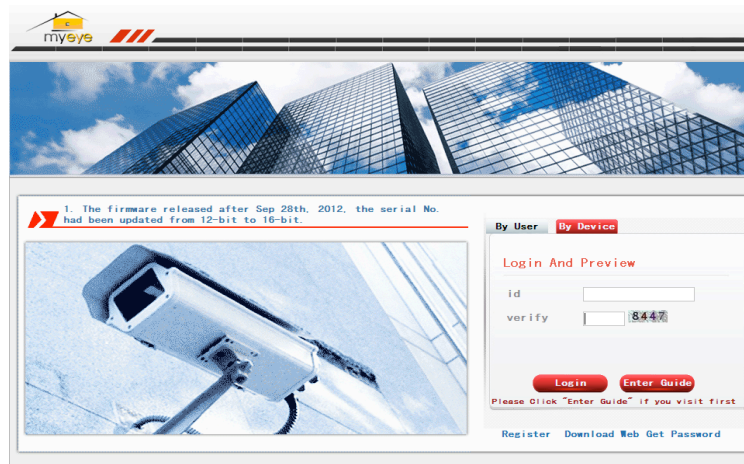 myeye
1. The firmware released after Sep 28th, 2012, the serial No.
had been updated from 12-bit to 16-bit.
By User By Device
Login And Preview
id
verify 8447
Login Enter Guide
Please Click "Enter Guide" if you visit first
Register Download Web Get Password